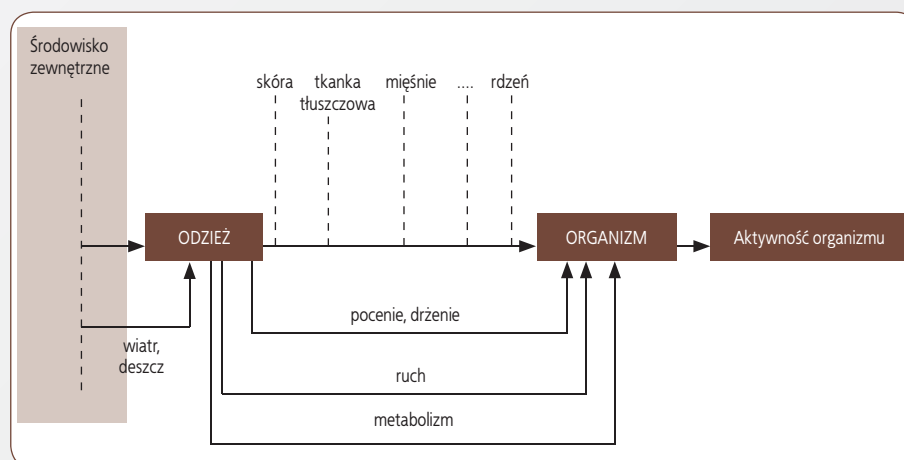 Środowisko
zewnętrzne
skóra
tkanka
tłuszczowa
mięśnie
....
rdzeń
ODZIEŻ
ORGANIZM
Aktywność organizmu
wiatr,
deszcz
pocenie, drżenie
ruch
metabolizm